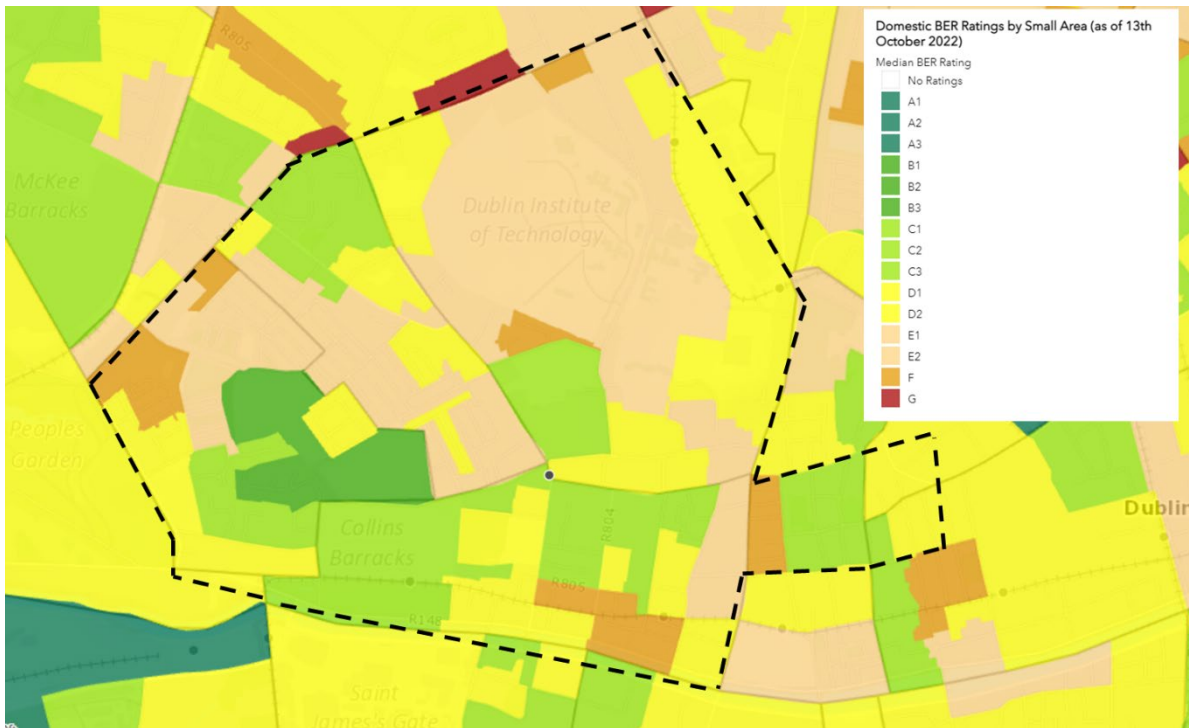 R805
McKee
Barracks
Dublin Institute
of Technology
Peoples
Garden
Collins
Barracks
R804
R805
R148
Saint
James's Gate
Dublin
Domestic BER Ratings by Small Area (as of 13th
October 2022)
Median BER Rating
No Ratings
A1
A2
A3
B1
B2
B3
C1
C2
C3
D1
D2
E1
E2
F
G